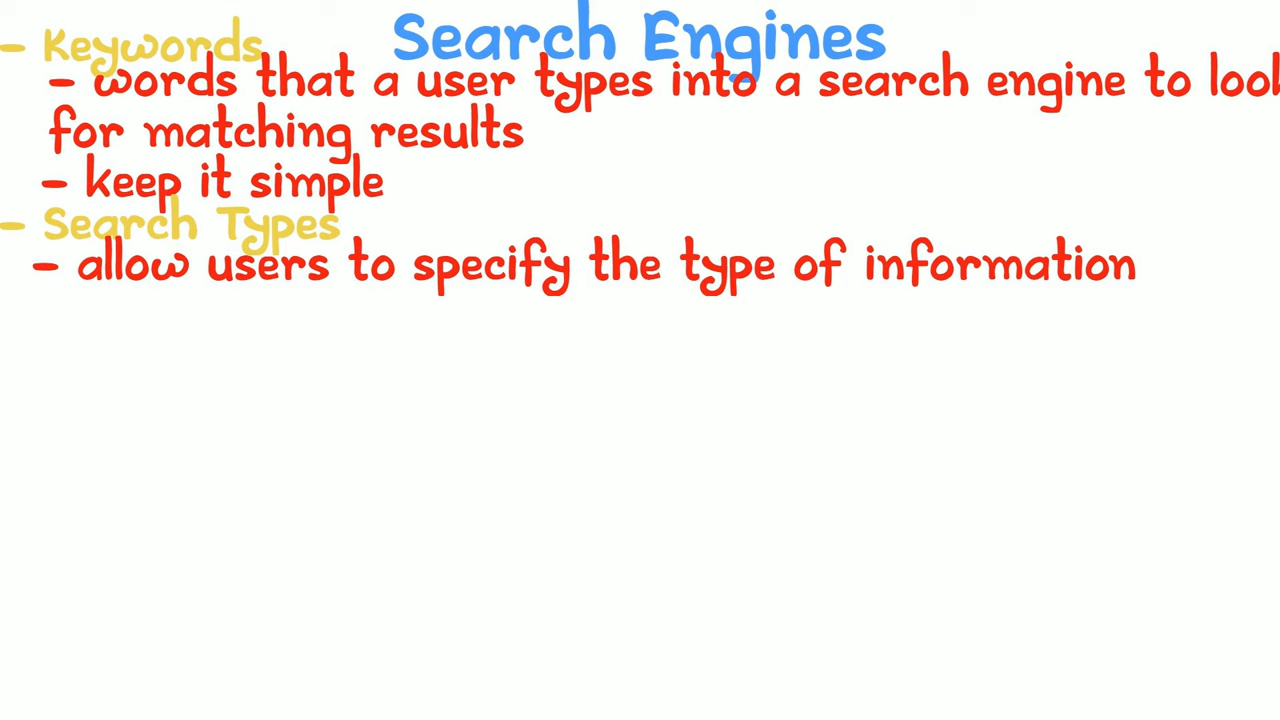 Search Engines
- Keywords
- words that a user types into a search engine to loo
for matching results
- keep it simple
- Search Types
- allow users to specify the type of information